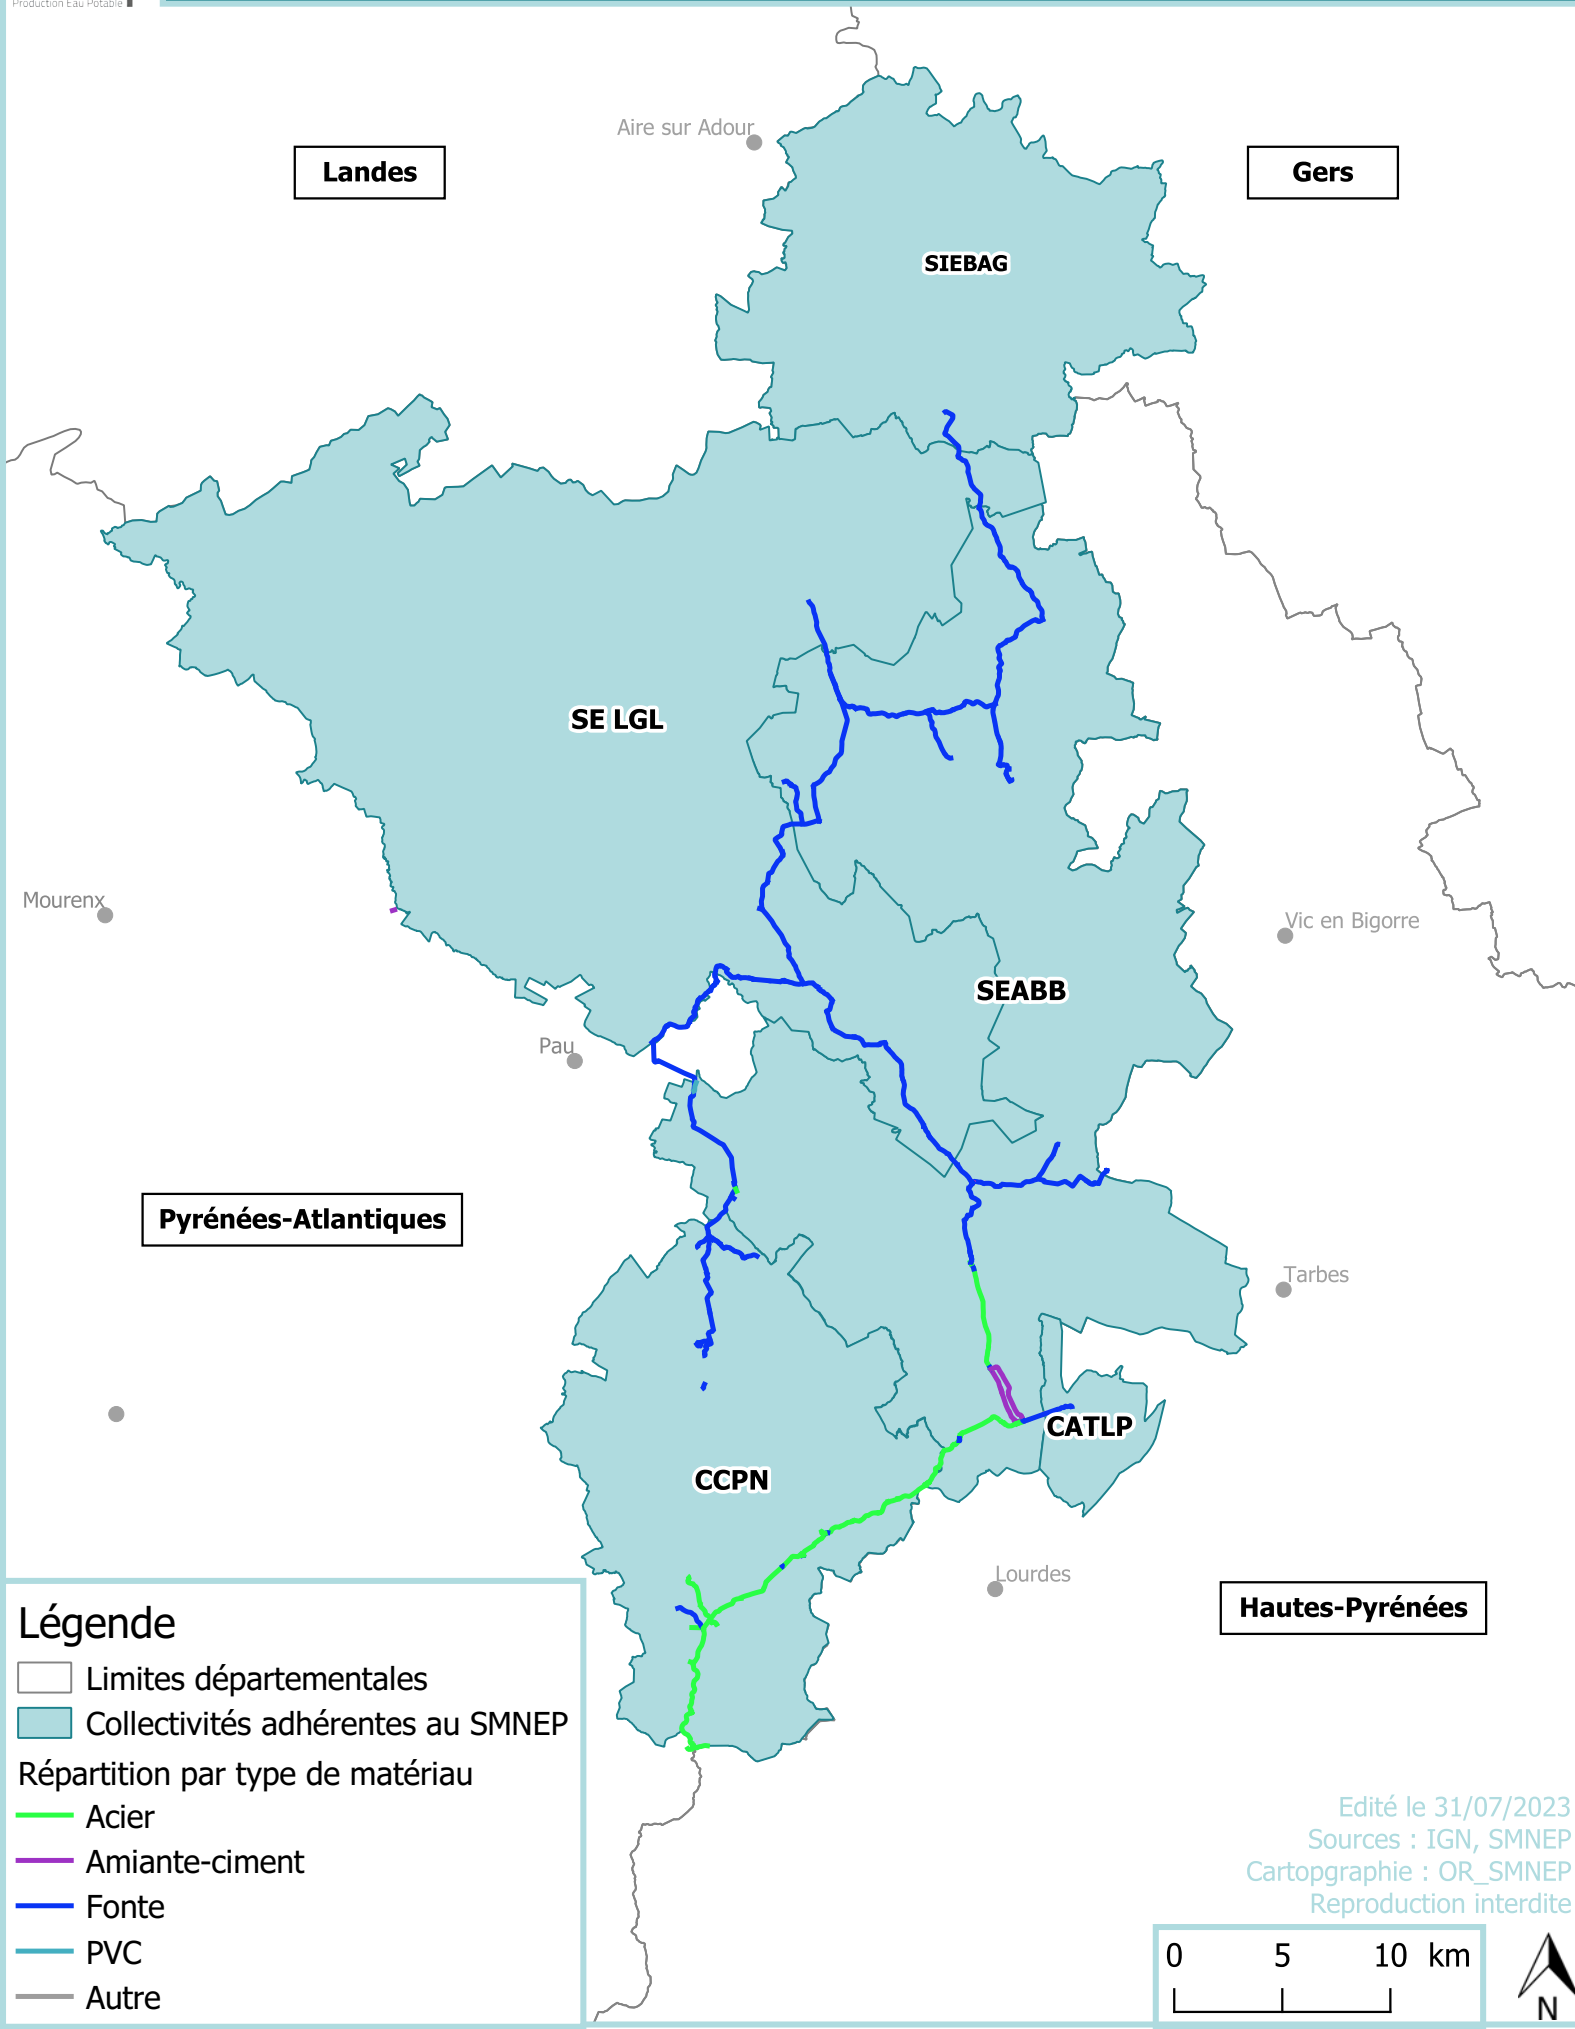 Production Eau Potable
Aire sur Adour
Landes
Gers
SIEBAG
SE LGL
Mourenx
Vic en Bigorre
SEABB
Pau
Pyrénées-Atlantiques
Tarbes
CATLP
CCPN
Lourdes
Hautes-Pyrénées
Légende
Limites départementales
Collectivités adhérentes au SMNEP
Répartition par type de matériau
Acier
Amiante-ciment
Fonte
PVC
Autre
Edité le 31/07/2023
Sources : IGN, SMNEP
Cartopgraphie : OR_SMNEP
Reproduction interdite
0 5 10 km
N